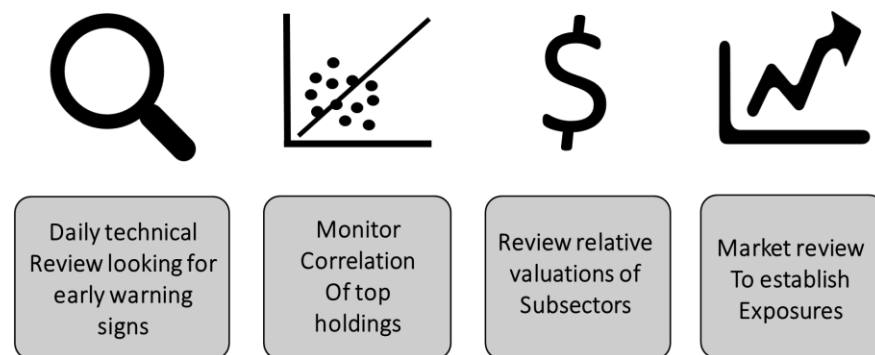 Daily technical
Review looking for
early warning
signs
Monitor
Correlation
Of top
holdings
Review relative
valuations of
Subsectors
Market review
To establish
Exposures